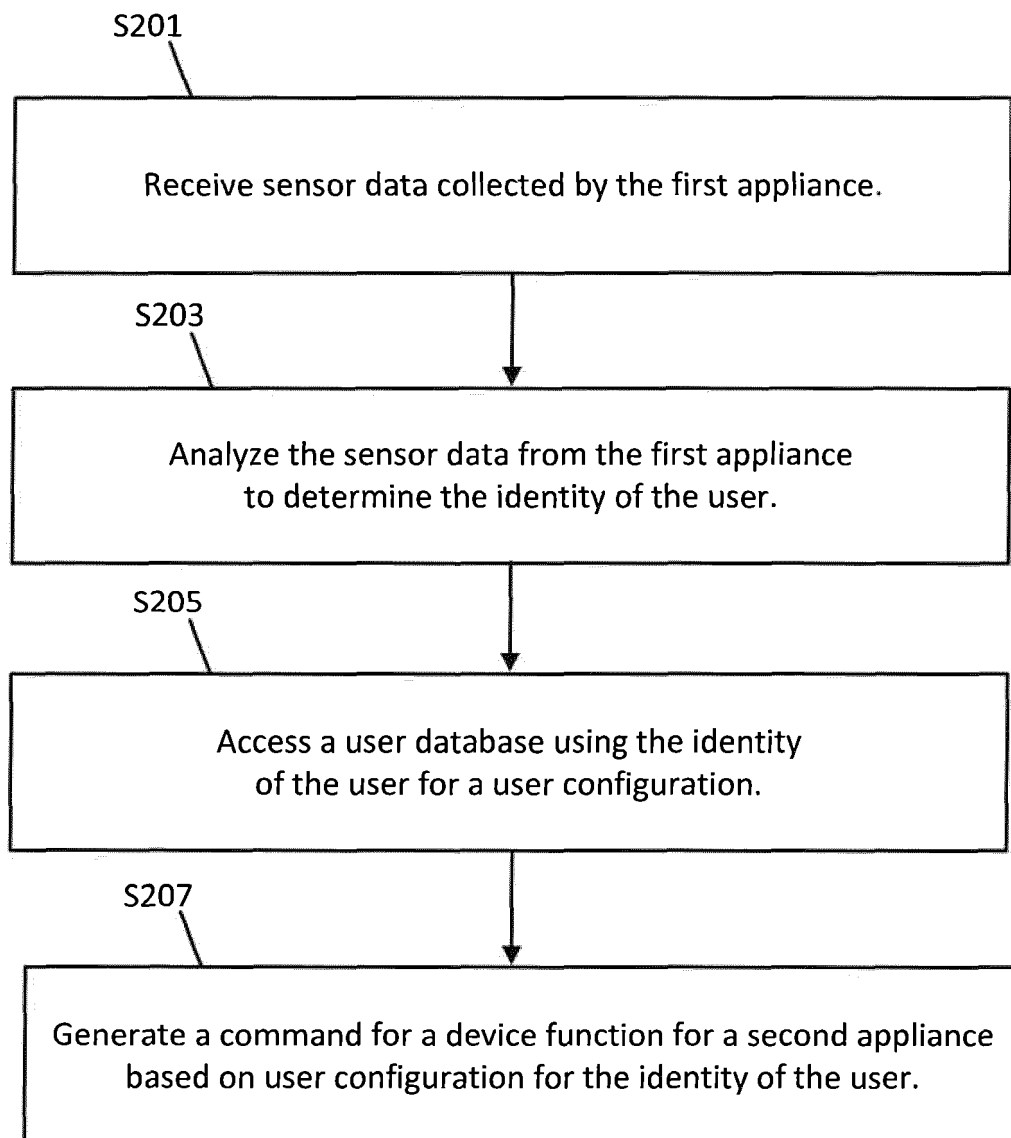 S201
Receive sensor data collected by the first appliance.
S203
Analyze the sensor data from the first appliance
to determine the identity of the user.
S205
Access a user database using the identity
of the user for a user configuration.
S207
Generate a command for a device function for a second appliance
based on user configuration for the identity of the user.